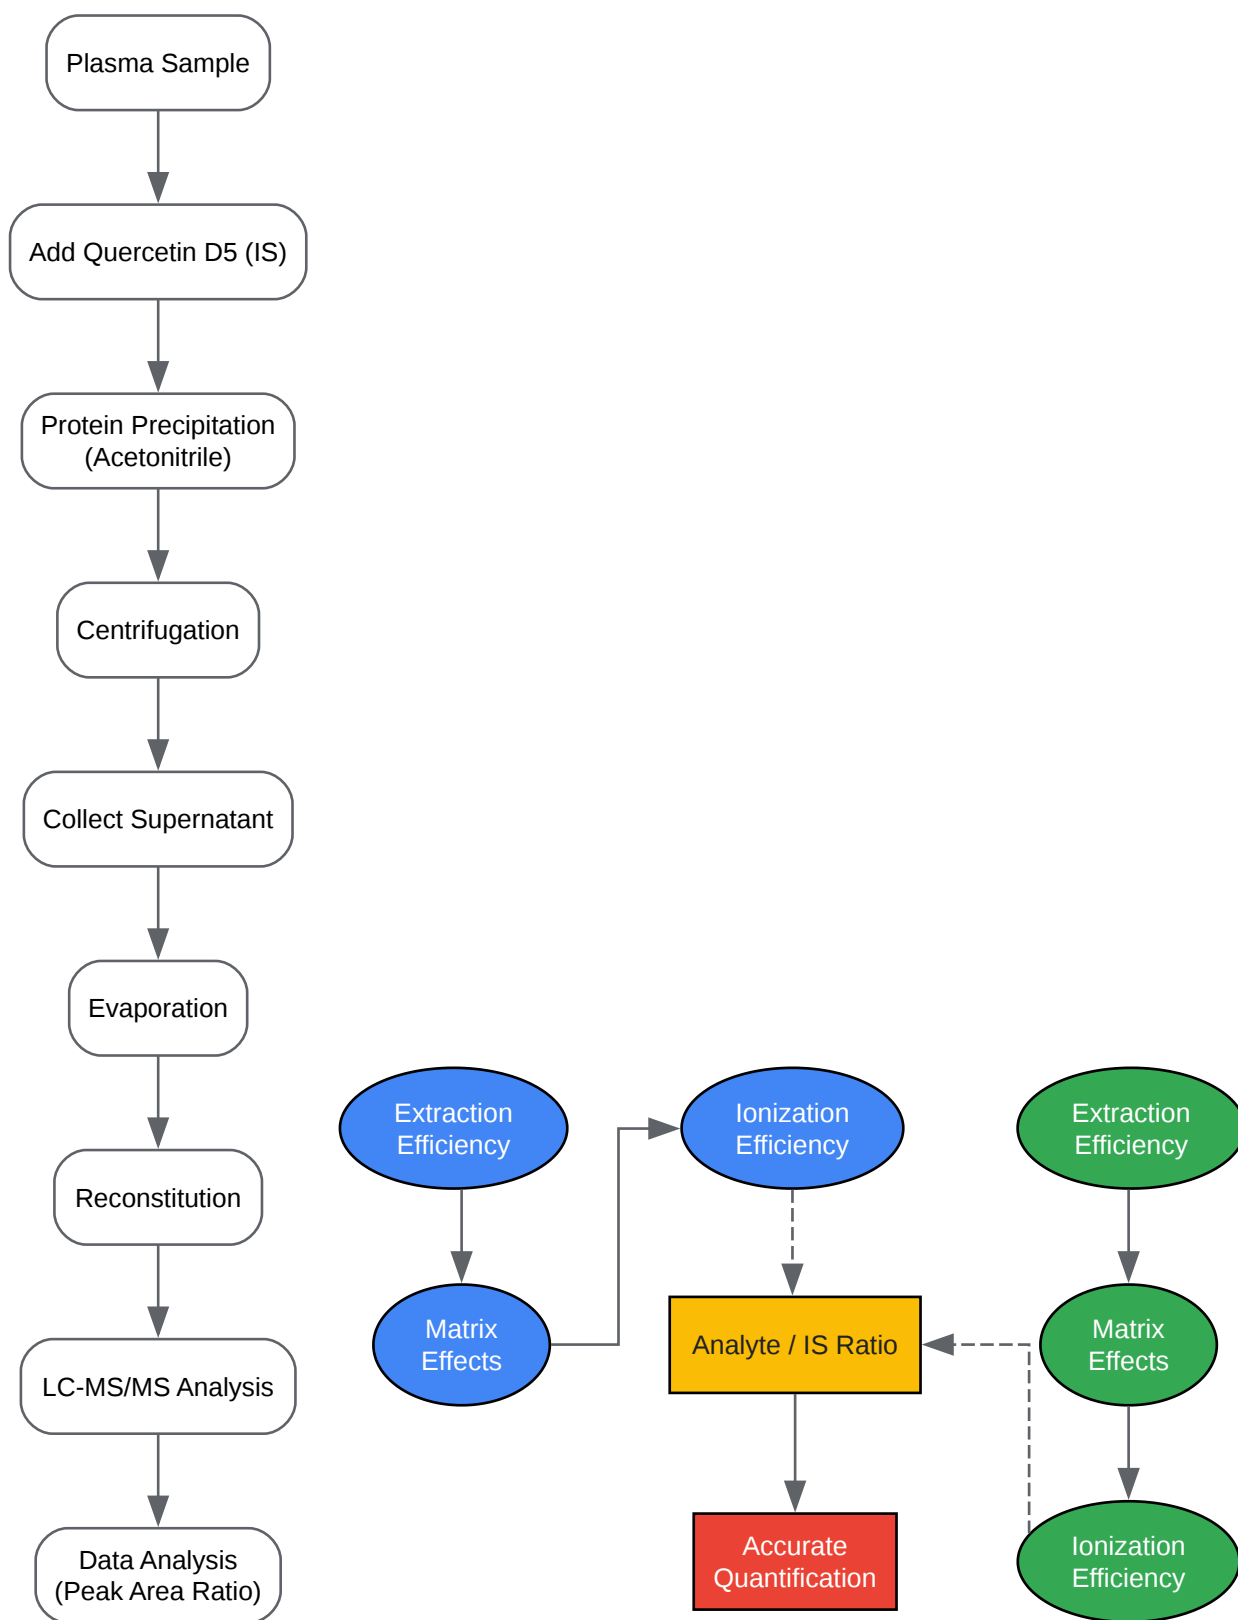 Plasma Sample
Add Quercetin D5 (IS)
Protein Precipitation
(Acetonitrile)
Centrifugation
Collect Supernatant
Evaporation
Reconstitution
LC-MS/MS Analysis
Data Analysis
(Peak Area Ratio)
Extraction
Efficiency
Matrix
Effects
Ionization
Efficiency
Analyte / IS Ratio
Accurate
Quantification
Extraction
Efficiency
Matrix
Effects
Ionization
Efficiency